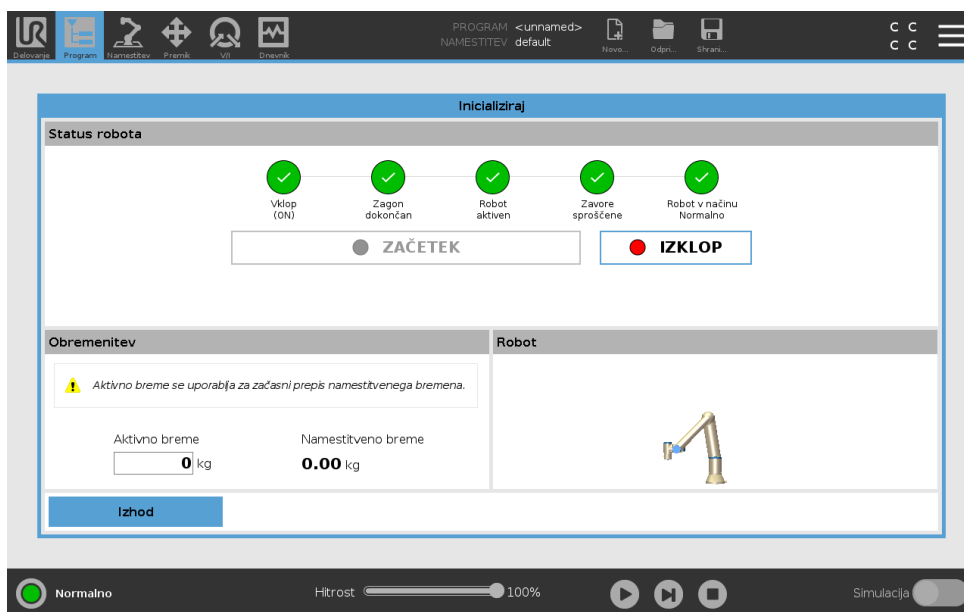 PROGRAM <unnamed>
NAMESTITEV default
C C
C C
Delovanje Program Namestitev Premik V/I Dnevnik Novo... Odpri... Shrani...
Inicializiraj
Status robota
Vklop (ON)
Zagon dokončan
Robot aktiven
Zavore sproščene
Robot v načinu Normalno
ZAČETEK IZKLOP
Obremenitev Robot
Aktivno breme se uporablja za začasni prepis namestitvenega bremena.
Aktivno breme Namestitveno breme
0 kg 0.00 kg
Izhod
Normalno Hitrost 100% Simulacija